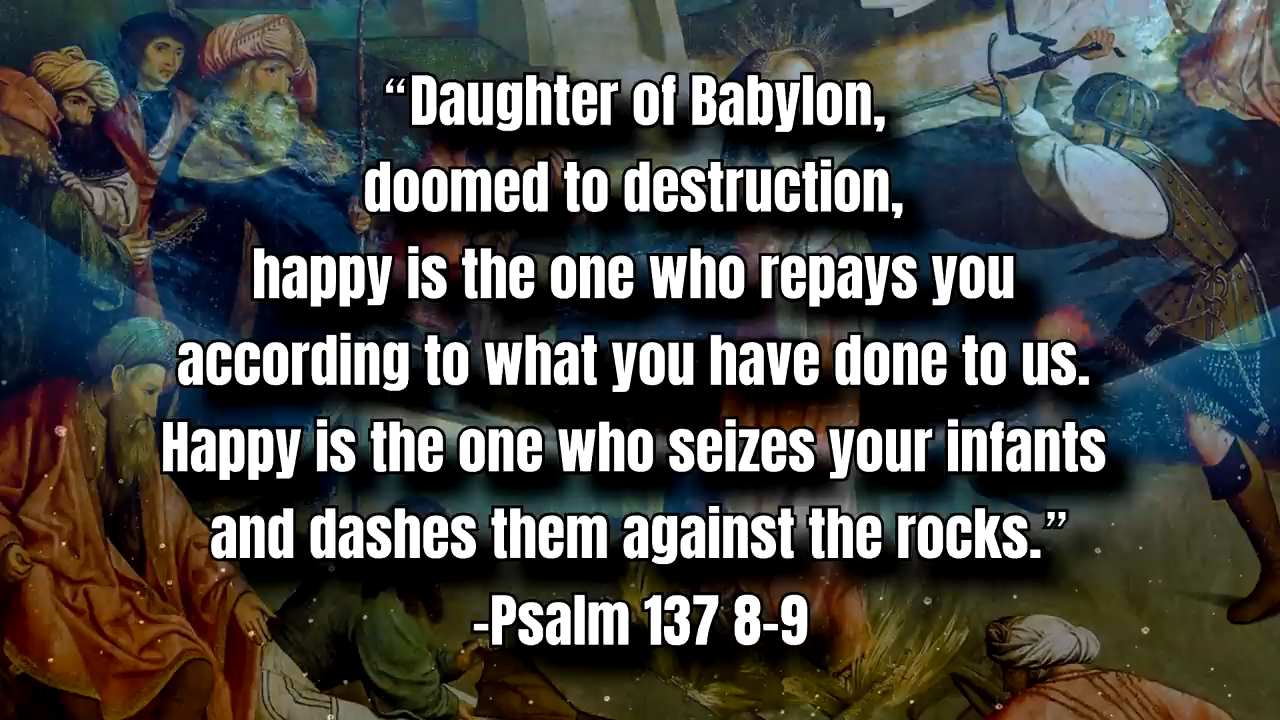 “Daughter of Babylon,
doomed to destruction,
happy is the one who repays you
according to what you have done to us.
Happy is the one who seizes your infants
and dashes them against the rocks.”
-Psalm 137 8-9